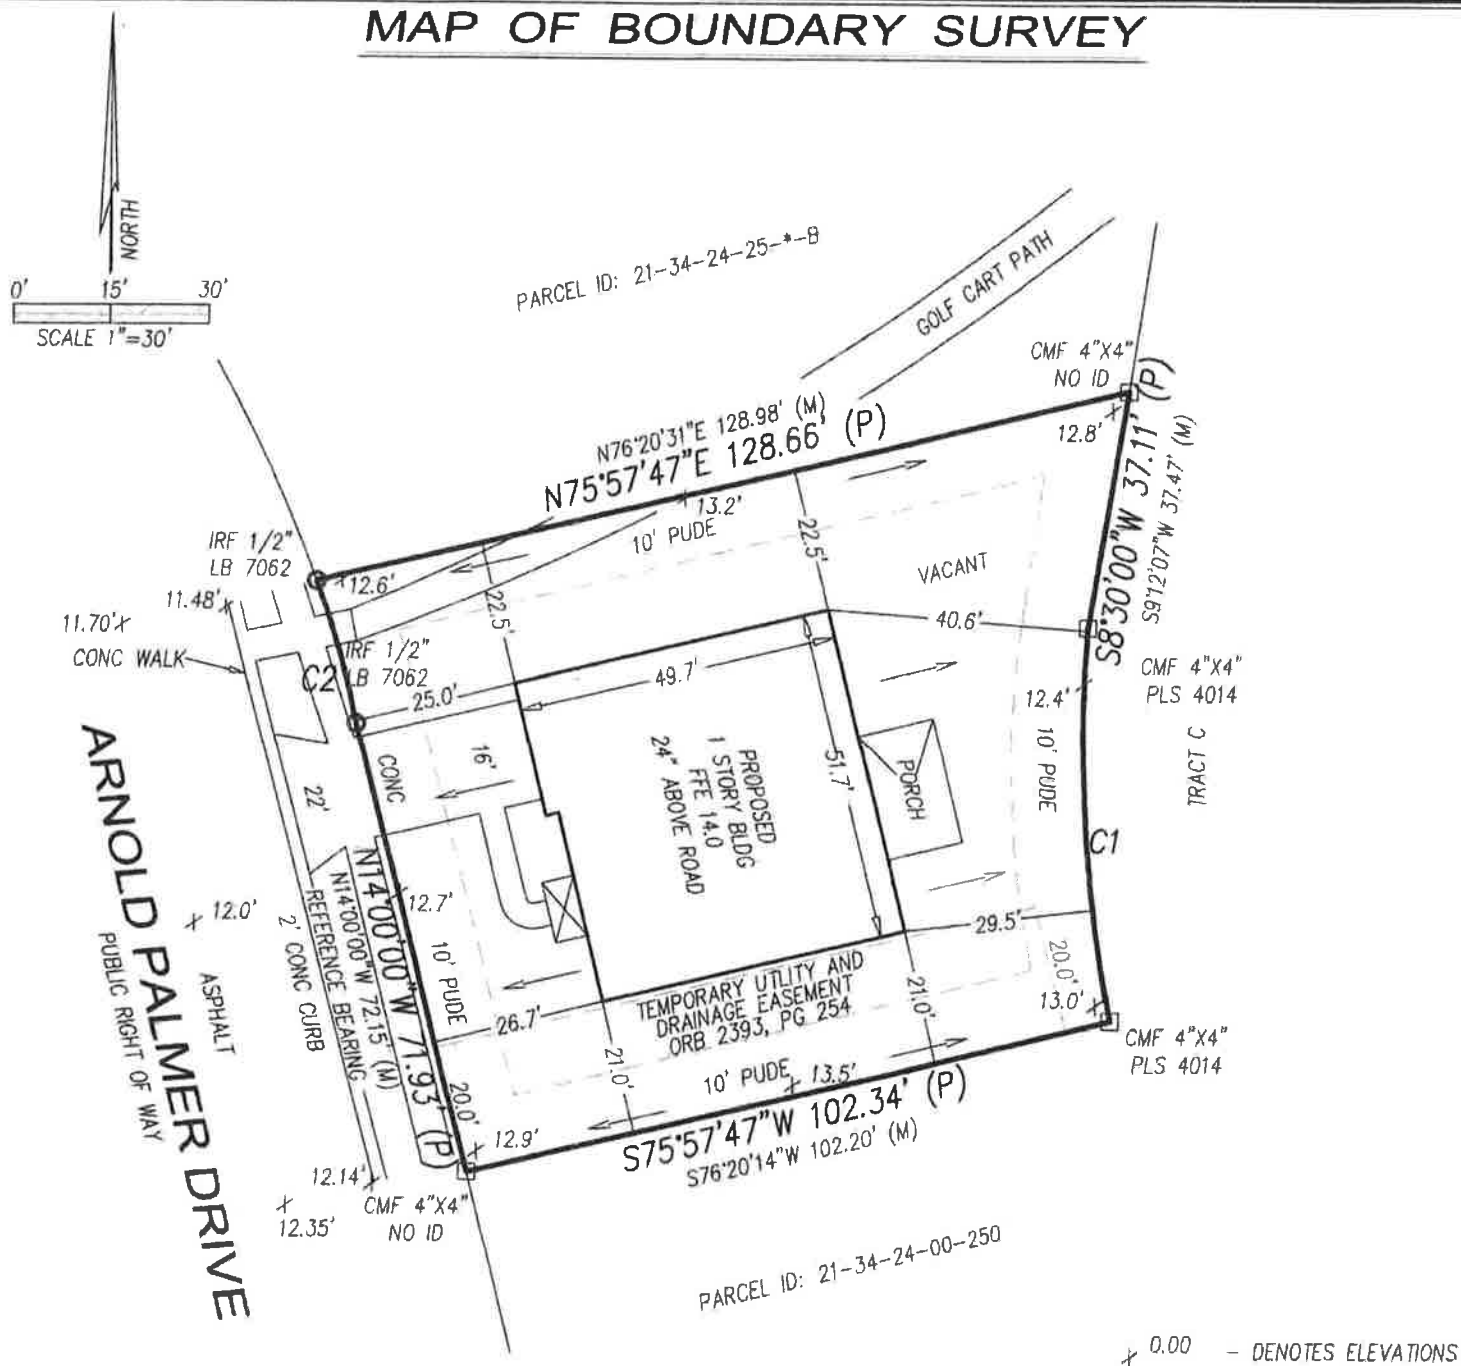 MAP OF BOUNDARY SURVEY
NORTH
0' 15' 30'
SCALE 1"=30'
PARCEL ID: 21-34-24-25-*-B
GOLF CART PATH
CMF 4"X4"
NO ID
12.8'
N76°20'31"E 128.98' (M)
N75°57'47"E 128.66' (P)
S8°30'00"W 37.11' (P)
S9°12'07"W 37.47' (M)
13.2'
10' PUDE
22.5'
VACANT
IRF 1/2"
LB 7062
12.6'
11.48'
11.70'
CONC WALK
22.5'
IRF 1/2"
LB 7062
C2
25.0'
49.7'
40.6'
CMF 4"X4"
PLS 4014
12.4'
10' PUDE
TRACT C
C1
CONC
16'
22'
PROPOSED
1 STORY BLDG
FFE 14.0
24" ABOVE ROAD
51.7'
PORCH
ARNOLD PALMER DRIVE
PUBLIC RIGHT OF WAY
12.0'
ASPHALT
2' CONC CURB
REFERENCE BEARING
N14°00'00"W 72.15' (M)
N14°00'00"W 71.93' (P)
12.7'
10' PUDE
26.7'
29.5'
TEMPORARY UTLITY AND
DRAINAGE EASEMENT
ORB 2393, PG 254
21.0'
21.0'
20.0'
13.0'
CMF 4"X4"
PLS 4014
20.0'
10' PUDE
13.5'
12.9'
S75°57'47"W 102.34' (P)
S76°20'14"W 102.20' (M)
12.14'
12.35'
CMF 4"X4"
NO ID
PARCEL ID: 21-34-24-00-250
0.00 - DENOTES ELEVATIONS